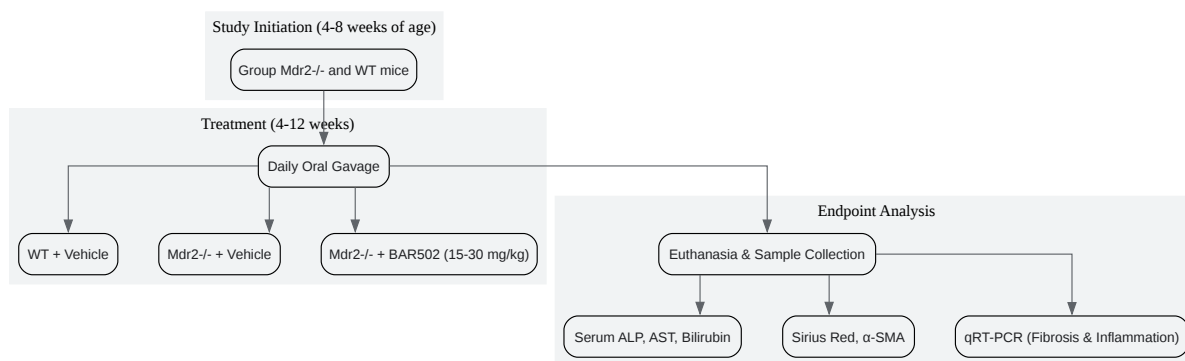 Study Initiation (4-8 weeks of age)
Group Mdr2-/- and WT mice
Treatment (4-12 weeks)
Daily Oral Gavage
WT + Vehicle
Mdr2-/- + Vehicle
Mdr2-/- + BAR502 (15-30 mg/kg)
Endpoint Analysis
Euthanasia & Sample Collection
Serum ALP, AST, Bilirubin
Sirius Red, α-SMA
qRT-PCR (Fibrosis & Inflammation)